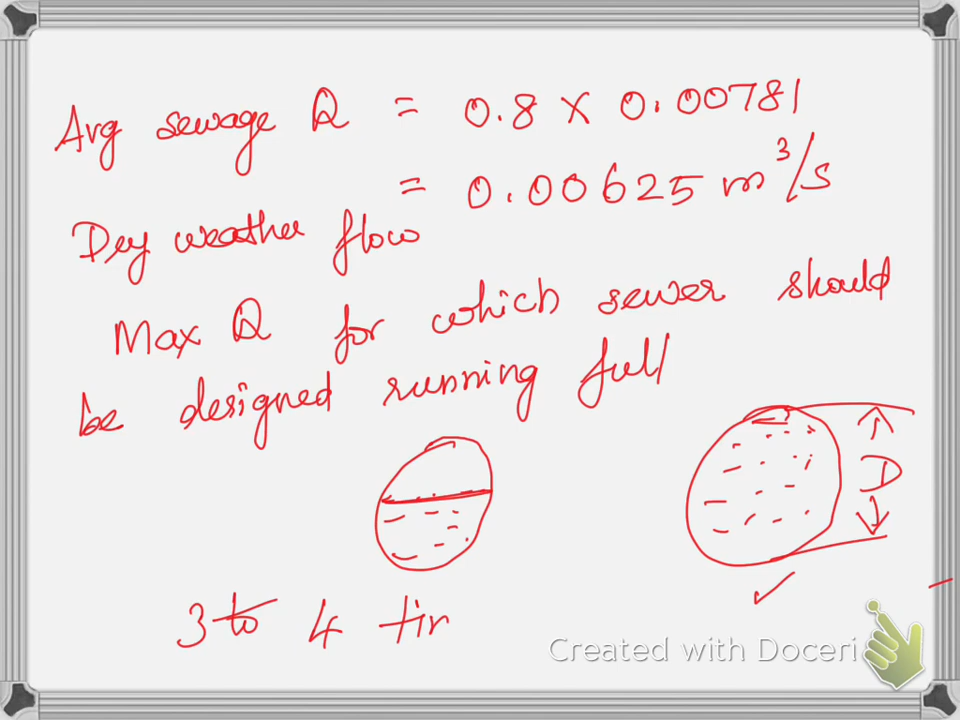 Avg sewage Q = 0.8 X 0.00781
= 0.00625 m³/s
Dry weather flow
Max Q for which sewer should
be designed running full
D
3 to 4 tim
Created with Doceri